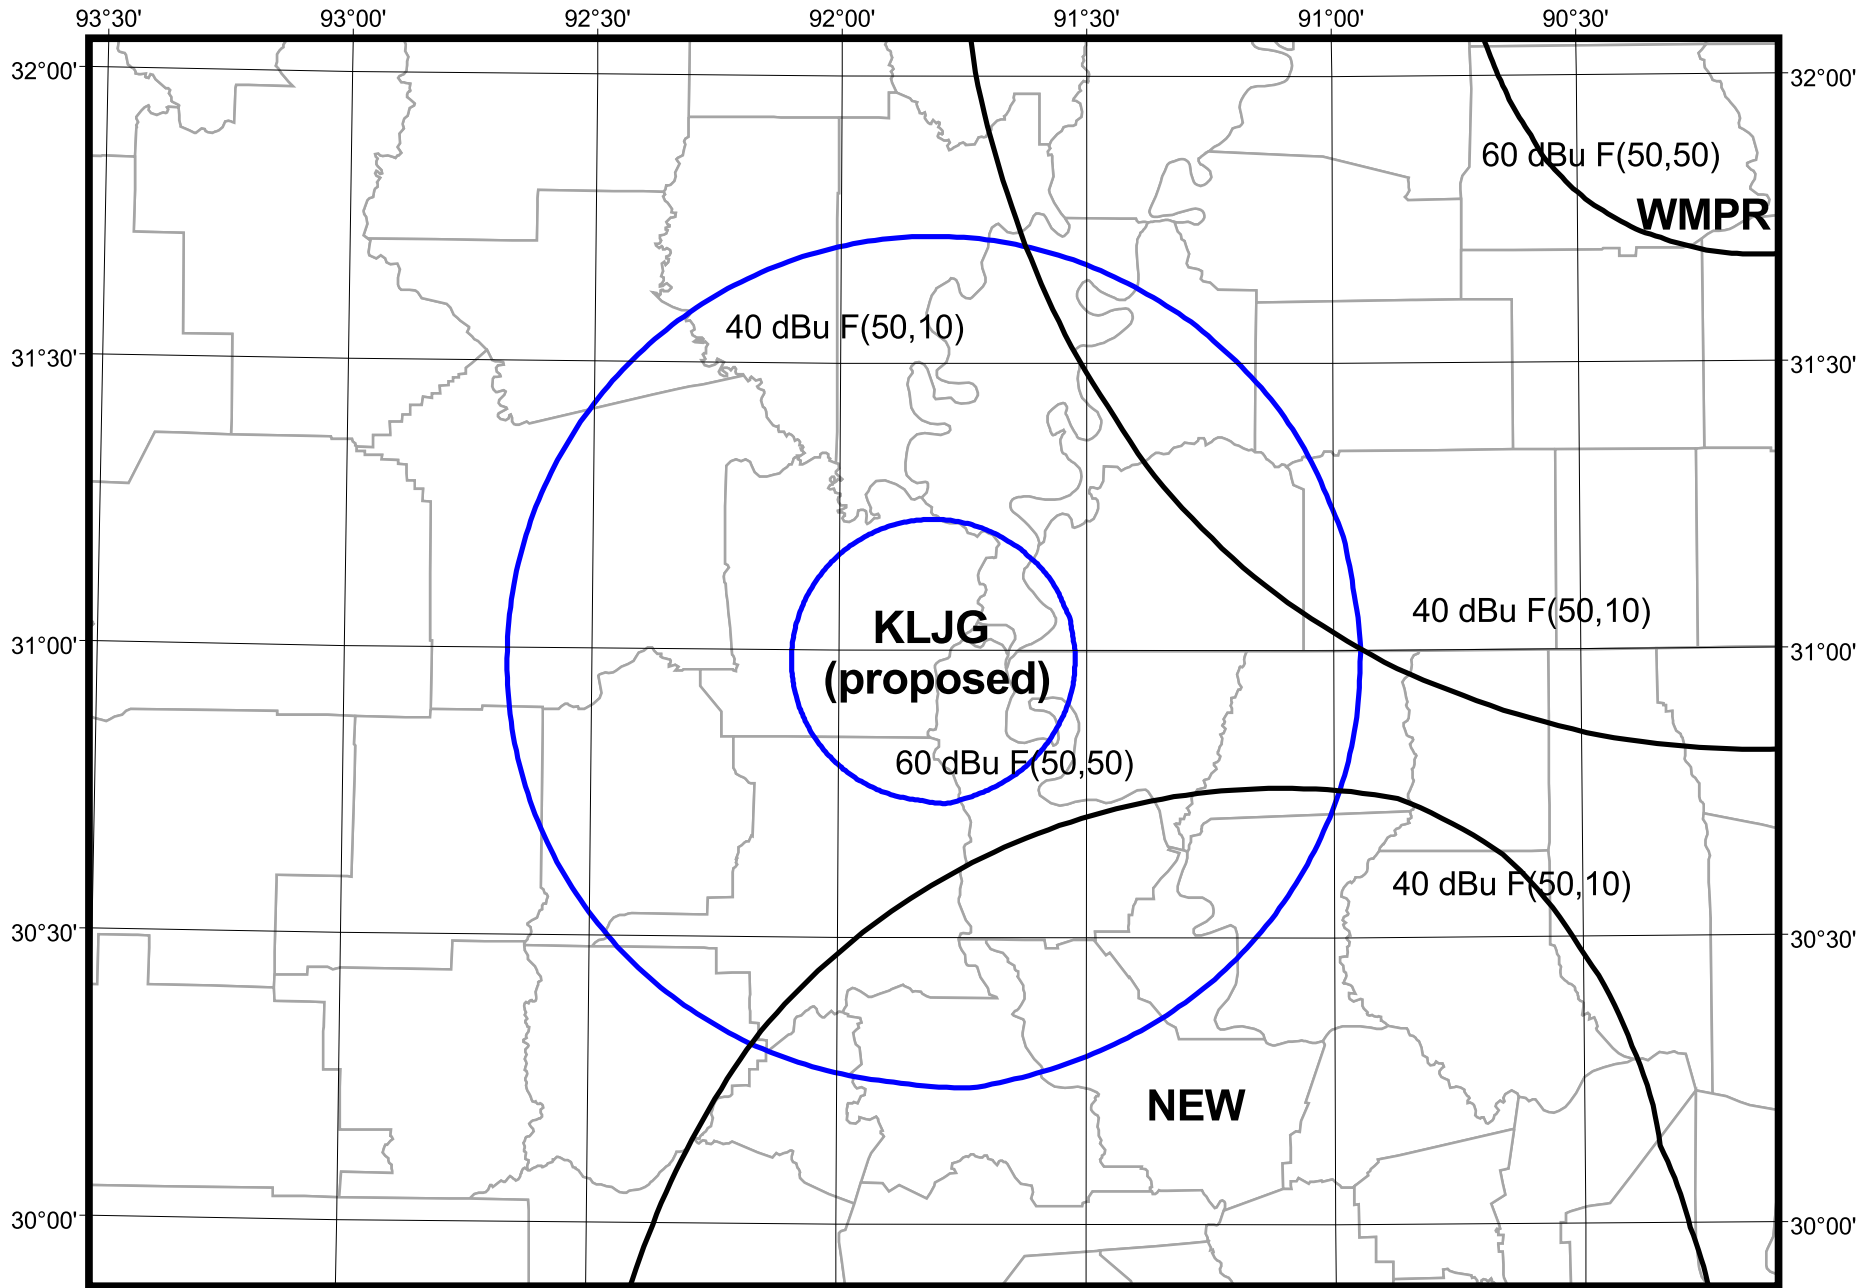 93°30' 93°00' 92°30' 92°00' 91°30' 91°00' 90°30'
32°00' 32°00'
60 dBu F(50,50)
WMPR
40 dBu F(50,10)
31°30' 31°30'
40 dBu F(50,10)
KLJG
(proposed)
31°00' 31°00'
60 dBu F(50,50)
40 dBu F(50,10)
30°30' 30°30'
NEW
30°00' 30°00'